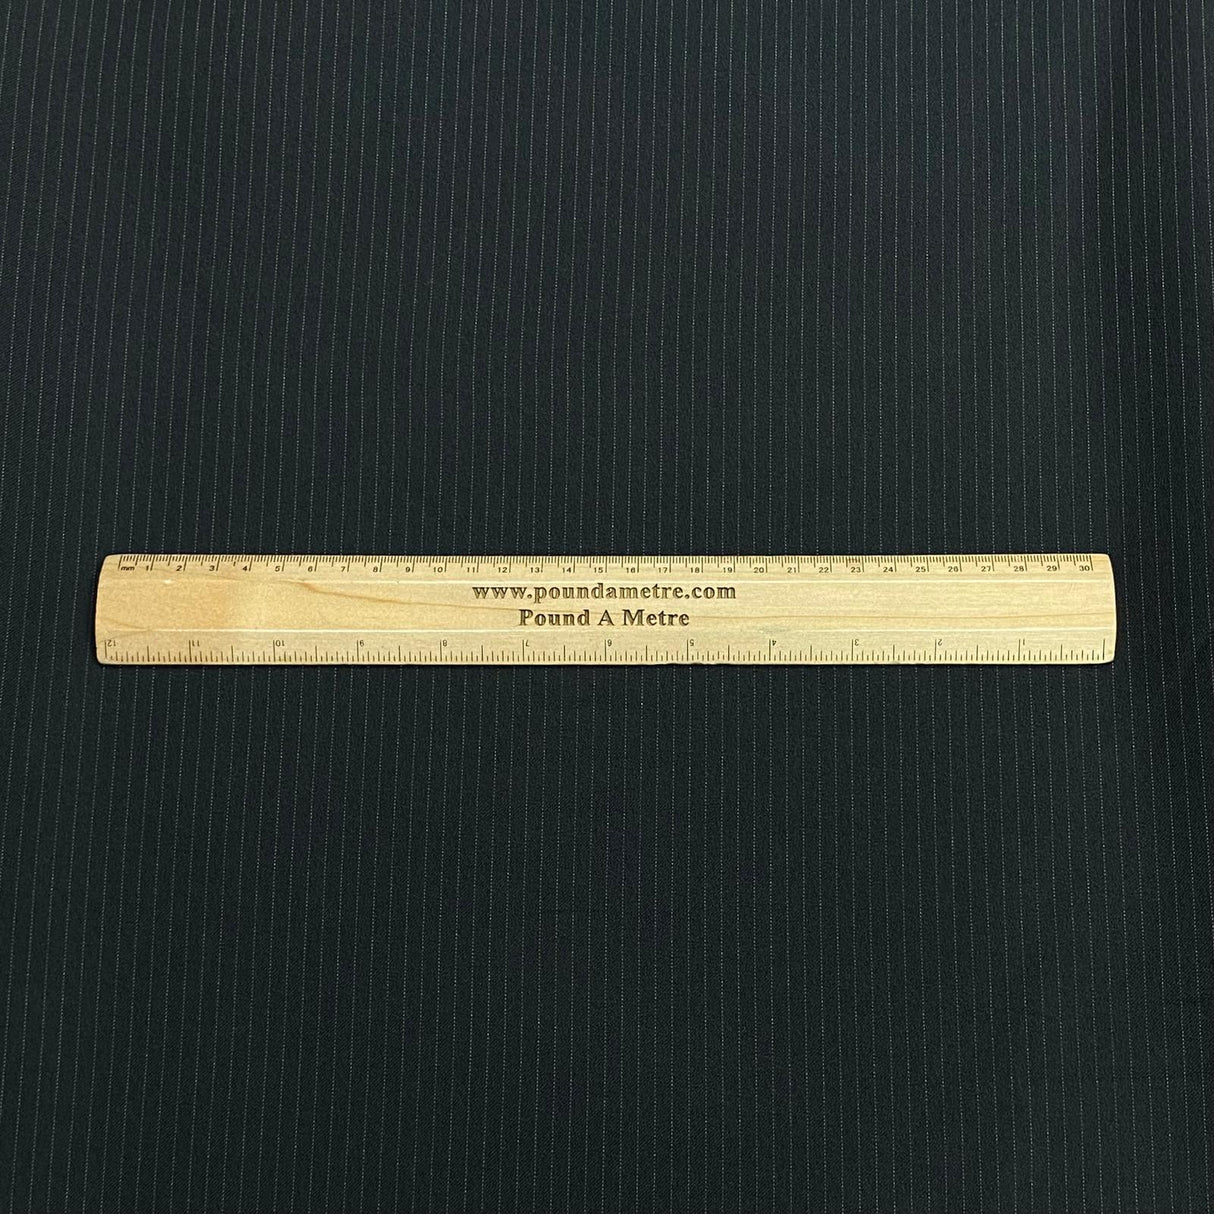 mm 1 2 3 4 5 6 7 8 9 10 11 12 13 14 15 16 17 18 19 20 21 22 23 24 25 26 27 28 29 30
www.poundametre.com
Pound A Metre
12 11 10 9 8 7 6 5 4 3 2 1